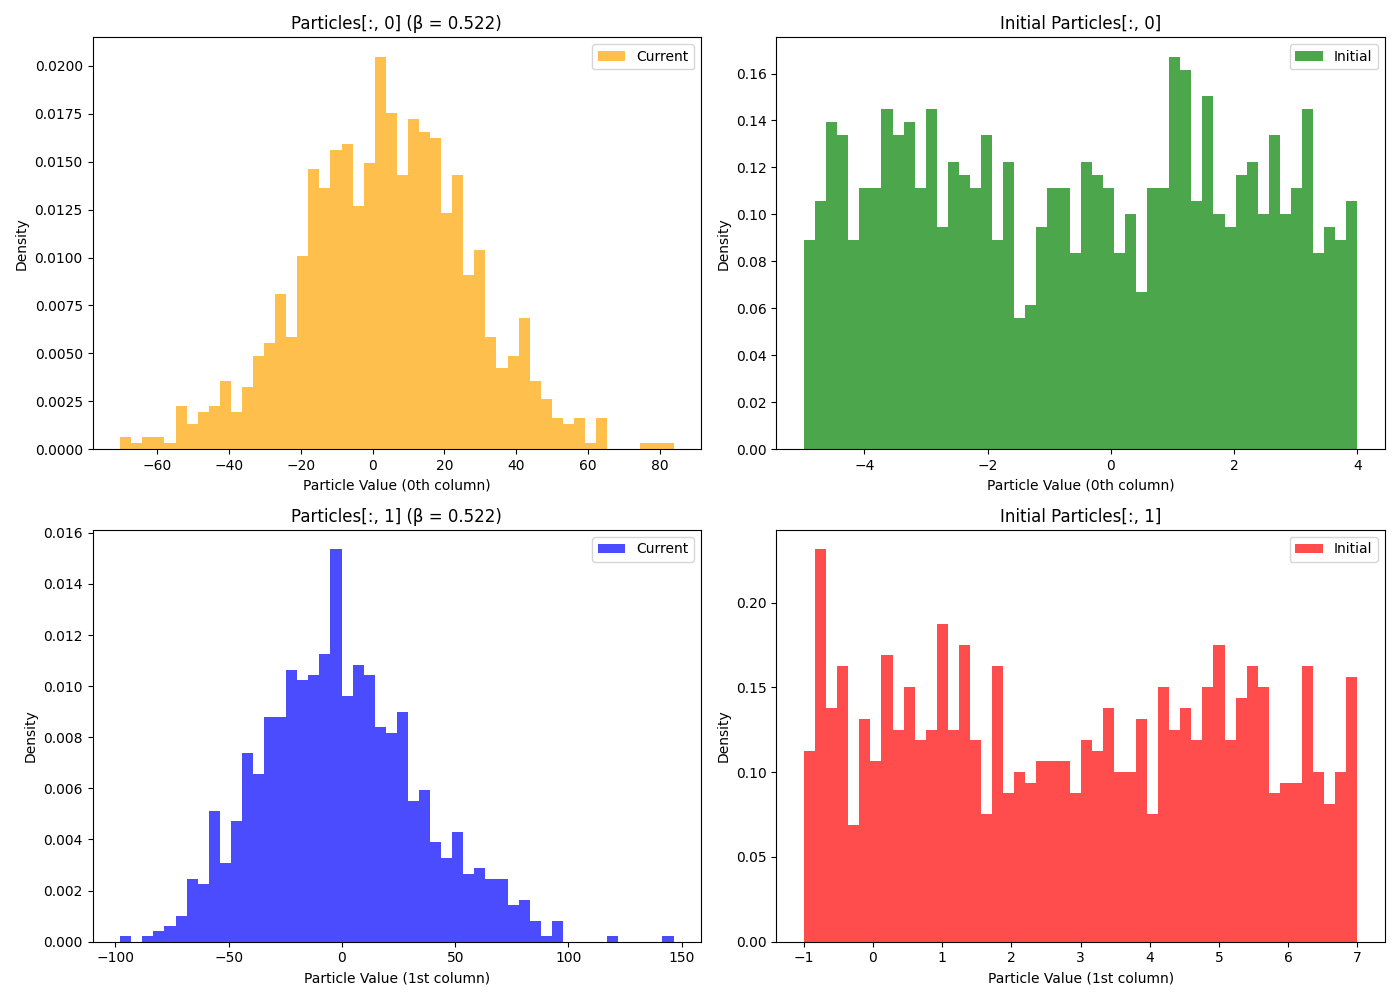 Particles[:, 0] (β = 0.522)
Current
Density
0.0200
0.0175
0.0150
0.0125
0.0100
0.0075
0.0050
0.0025
0.0000
−60 −40 −20 0 20 40 60 80
Particle Value (0th column)
Initial Particles[:, 0]
Initial
Density
0.16
0.14
0.12
0.10
0.08
0.06
0.04
0.02
0.00
−4 −2 0 2 4
Particle Value (0th column)
Particles[:, 1] (β = 0.522)
Current
Density
0.016
0.014
0.012
0.010
0.008
0.006
0.004
0.002
0.000
−100 −50 0 50 100 150
Particle Value (1st column)
Initial Particles[:, 1]
Initial
Density
0.20
0.15
0.10
0.05
0.00
−1 0 1 2 3 4 5 6 7
Particle Value (1st column)